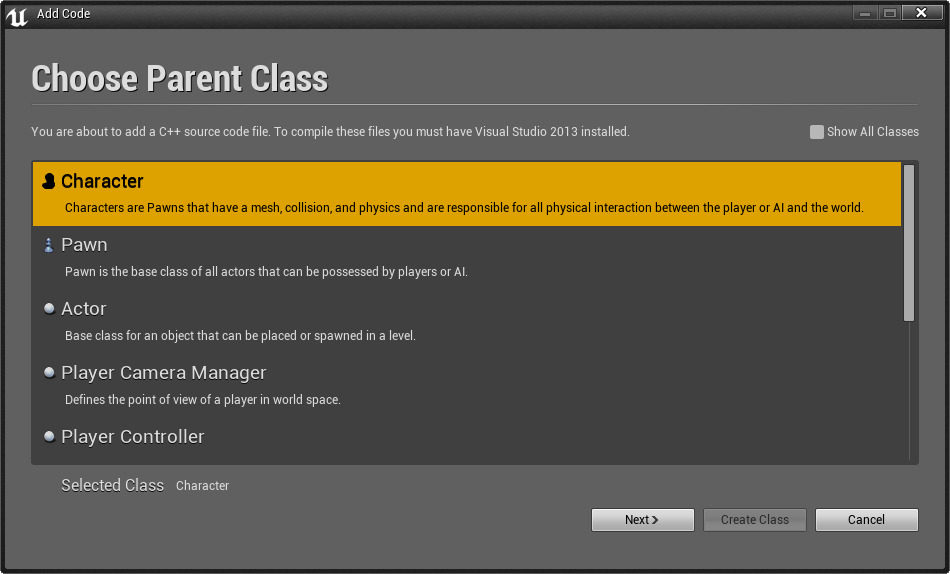 Add Code
Choose Parent Class
You are about to add a C++ source code file. To compile these files you must have Visual Studio 2013 installed.
Show All Classes
Character
Characters are Pawns that have a mesh, collision, and physics and are responsible for all physical interaction between the player or AI and the world.
Pawn
Pawn is the base class of all actors that can be possessed by players or AI.
Actor
Base class for an object that can be placed or spawned in a level.
Player Camera Manager
Defines the point of view of a player in world space.
Player Controller
Selected Class Character
Next >
Create Class
Cancel